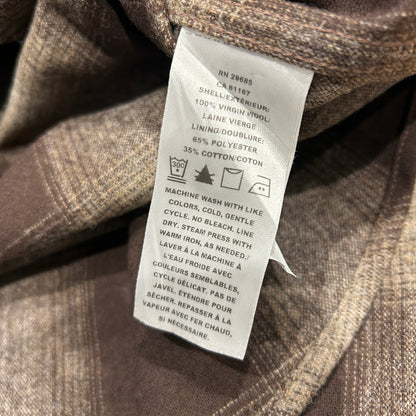 RN 29685
CA 81167
SHELL/EXTÉRIEUR:
100% VIRGIN WOOL/
LAINE VIERGE
LINING/DOUBLURE:
65% POLYESTER
35% COTTON/COTON
30C
MACHINE WASH WITH LIKE
COLORS, COLD, GENTLE
CYCLE. NO BLEACH. LINE
DRY. STEAM PRESS WITH
WARM IRON, AS NEEDED./
LAVER À LA MACHINE À
L'EAU FROIDE AVEC
COULEURS SEMBLABLES,
CYCLE DÉLICAT. PAS DE
JAVEL. ÉTENDRE POUR
SÉCHER. REPASSER À LA
VAPEUR AVEC FER CHAUD,
SI NÉCESSAIRE.